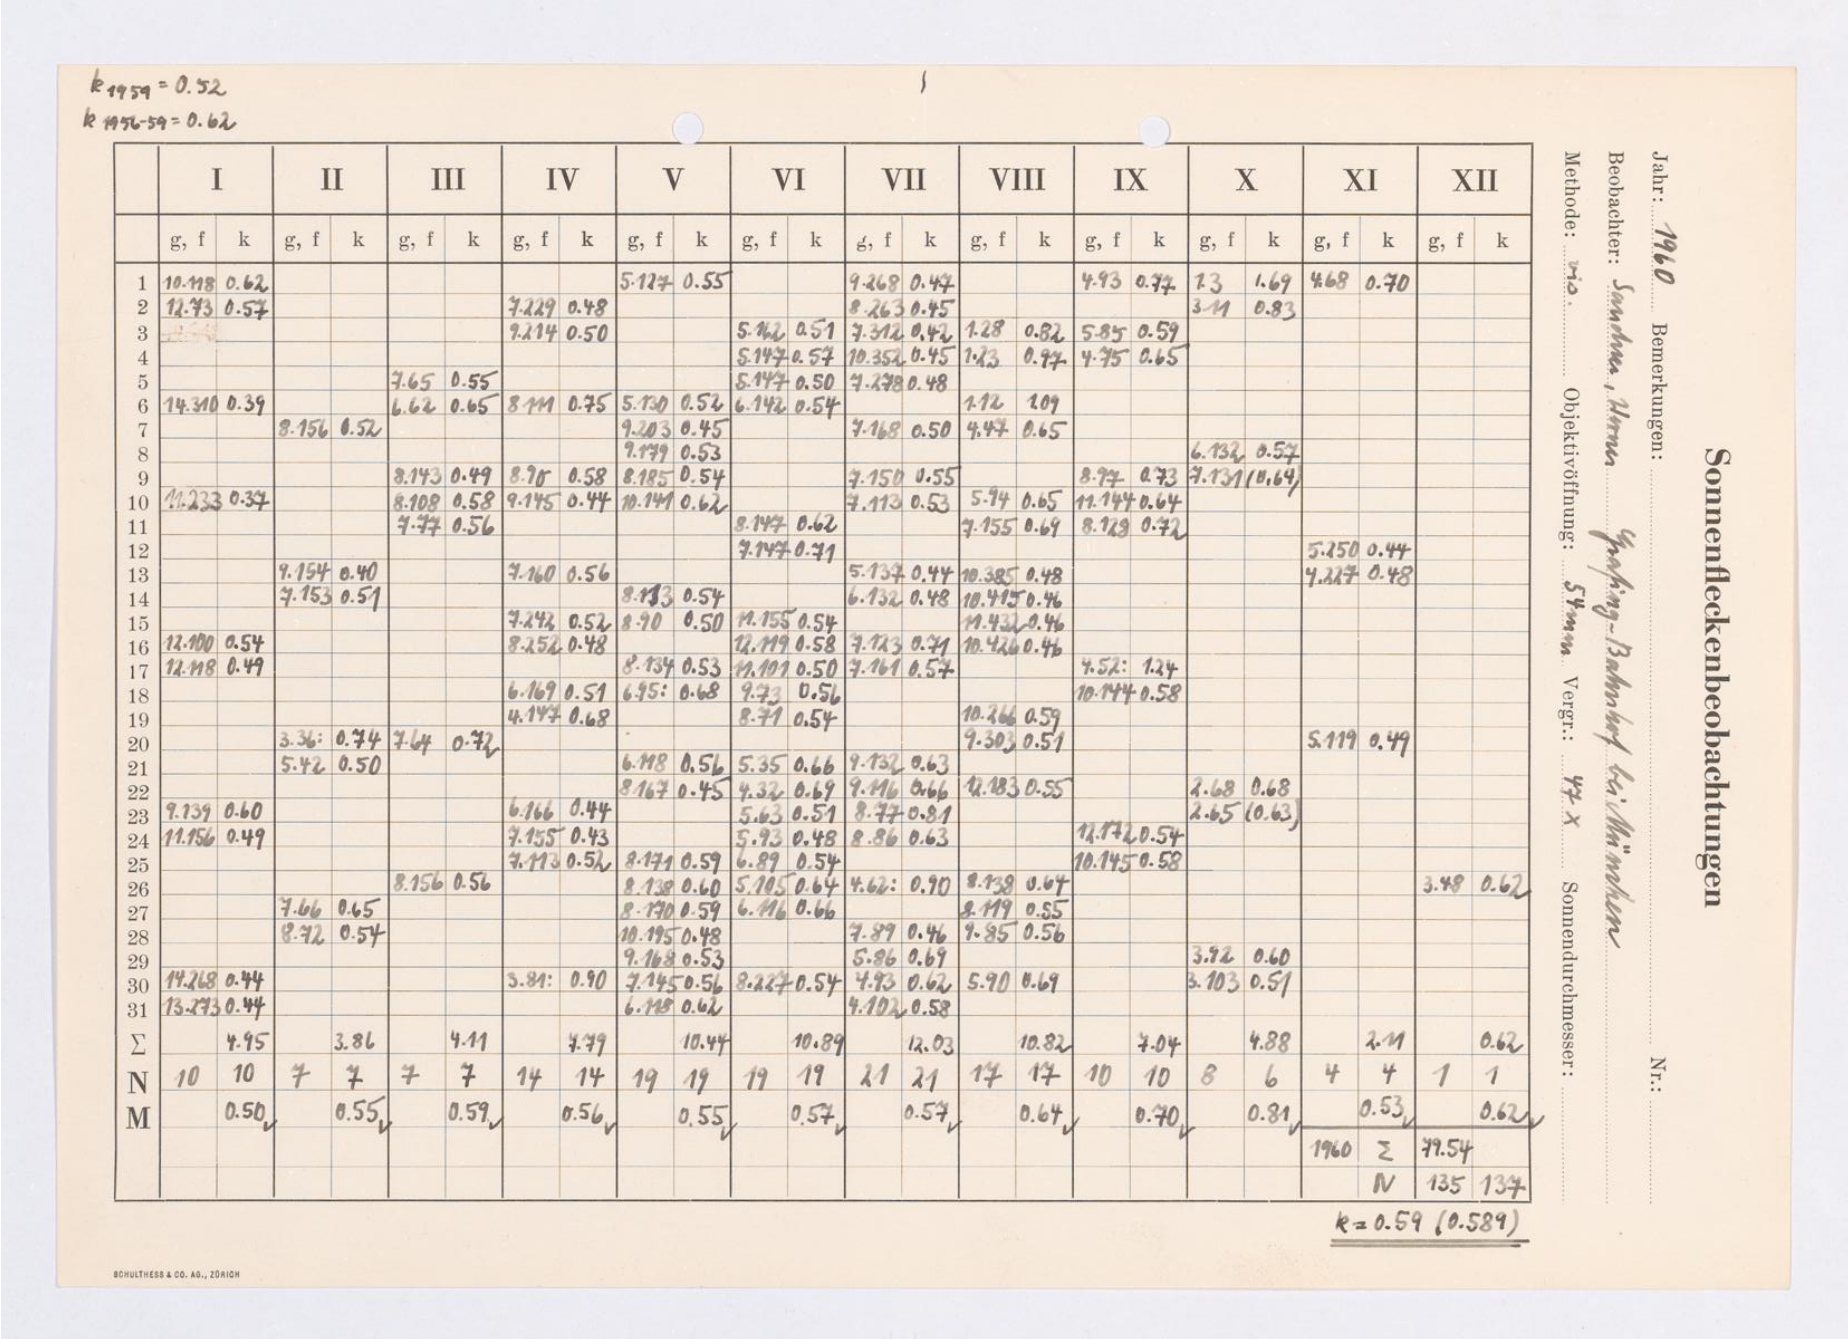 k 1959 = 0.52
k 1956-59 = 0.62
Sonnenfleckenbeobachtungen
Jahr: 1960 Bemerkungen: Nr.:
Beobachter: Grafing-Bahnhof bei München
Methode: vis. Objektivöffnung: 54mm Vergr.: 47 x Sonnendurchmesser:
I II III IV V VI VII VIII IX X XI XII
g, f k g, f k g, f k g, f k g, f k g, f k g, f k g, f k g, f k g, f k g, f k g, f k
1 10.118 0.62 5.127 0.55 9.268 0.47 4.93 0.77 1.3 1.69 4.68 0.70
2 12.73 0.57 7.229 0.48 8.263 0.45 3.11 0.83
3 9.214 0.50 5.162 0.51 7.312 0.42 1.28 0.82 5.85 0.59
4 5.147 0.57 10.352 0.45 1.23 0.97 4.75 0.65
5 7.65 0.55 5.147 0.50 7.278 0.48
6 14.310 0.39 6.62 0.65 8.111 0.75 5.130 0.52 6.142 0.54 1.12 1.09
7 8.156 0.52 9.203 0.45 7.168 0.50 4.47 0.65
8 9.179 0.53 6.132 0.57
9 8.143 0.49 0.58 8.185 0.54 7.150 0.55 8.97 0.73 7.131 (0.64)
10 11.233 0.37 8.108 0.58 9.145 0.44 10.141 0.62 7.113 0.53 5.94 0.65 11.144 0.64
11 7.77 0.56 8.147 0.62 7.155 0.69 8.128 0.72
12 7.147 0.71 5.250 0.44
13 9.154 0.40 7.160 0.56 5.137 0.44 10.385 0.48 4.227 0.48
14 7.153 0.51 0.54 6.132 0.48 10.415 0.46
15 7.242 0.52 8.90 0.50 11.155 0.54 11.432 0.46
16 12.100 0.54 8.252 0.48 12.119 0.58 7.123 0.71 10.426 0.46
17 12.118 0.49 8.134 0.53 11.101 0.50 7.161 0.57 4.52: 1.24
18 6.169 0.51 6.95: 0.68 9.73 0.56 10.144 0.58
19 4.147 0.68 8.71 0.54 10.266 0.59
20 3.36: 0.74 7.64 0.72 9.303 0.51 5.119 0.49
21 5.42 0.50 6.118 0.56 5.35 0.66 9.132 0.63
22 8.167 0.45 4.32 0.69 9.116 0.66 12.183 0.55 2.68 0.68
23 9.139 0.60 6.166 0.44 5.63 0.51 8.77 0.81 2.65 (0.63)
24 11.156 0.49 7.155 0.43 5.93 0.48 8.86 0.63 12.172 0.54
25 7.113 0.52 8.171 0.59 6.89 0.54 10.145 0.58
26 8.156 0.56 8.138 0.60 5.105 0.64 4.62: 0.90 8.138 0.64 3.48 0.62
27 7.66 0.65 8.170 0.59 6.116 0.66 8.119 0.55
28 8.72 0.54 10.195 0.48 7.89 0.46 9.85 0.56
29 9.168 0.53 5.86 0.69 3.92 0.60
30 14.268 0.44 3.81: 0.90 7.145 0.56 8.227 0.54 4.93 0.62 5.90 0.69 3.103 0.51
31 13.273 0.44 6.118 0.62 4.102 0.58
Σ 4.95 3.86 4.11 7.79 10.44 10.89 12.03 10.82 7.04 4.88 2.11 0.62
N 10 10 7 7 7 7 14 14 19 19 19 19 21 21 17 17 10 10 8 6 4 4 1 1
M 0.50 0.55 0.59 0.56 0.55 0.57 0.57 0.64 0.70 0.81 0.53 0.62
1960 Σ 79.54
N 135 137
k = 0.59 (0.589)
SCHULTHESS & CO. AG., ZÜRICH